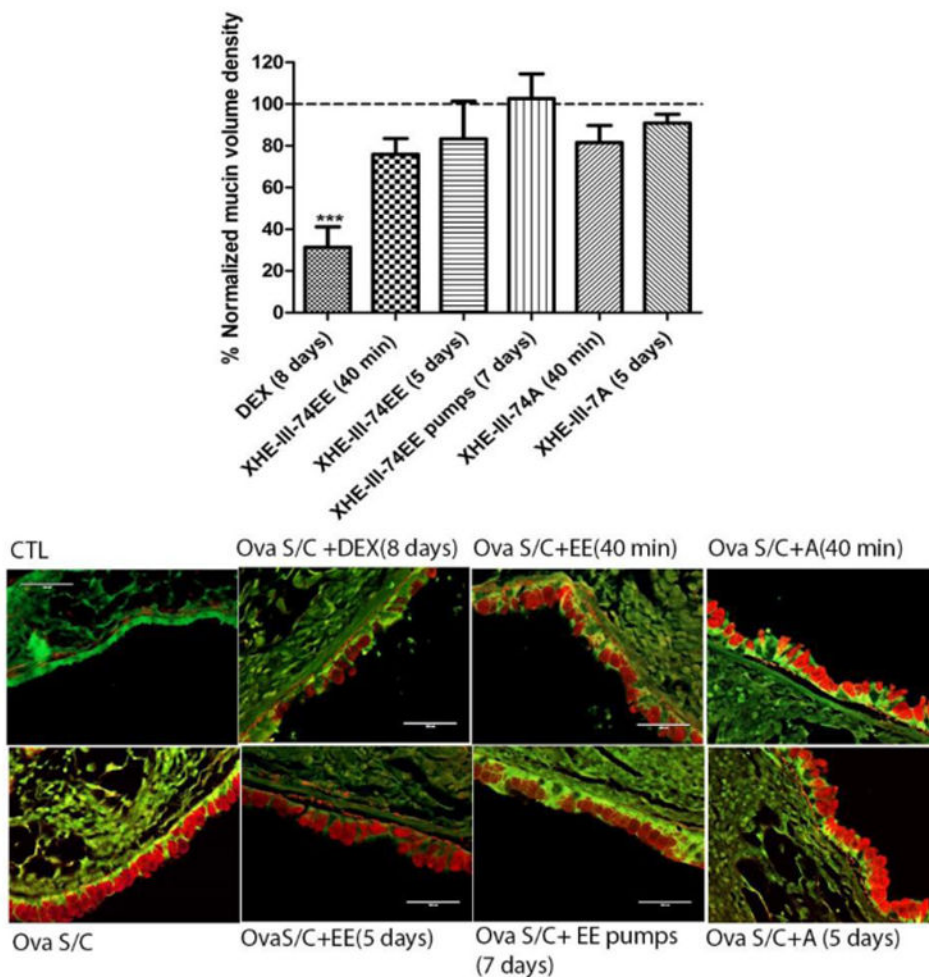 % Normalized mucin volume density
120
100
80
60
40
20
0
***
DEX (8 days)
XHE-III-74EE (40 min)
XHE-III-74EE (5 days)
XHE-III-74EE pumps (7 days)
XHE-III-74A (40 min)
XHE-III-7A (5 days)
CTL
Ova S/C +DEX(8 days)
Ova S/C+EE(40 min)
Ova S/C+A(40 min)
Ova S/C
OvaS/C+EE(5 days)
Ova S/C+ EE pumps
(7 days)
Ova S/C+A (5 days)